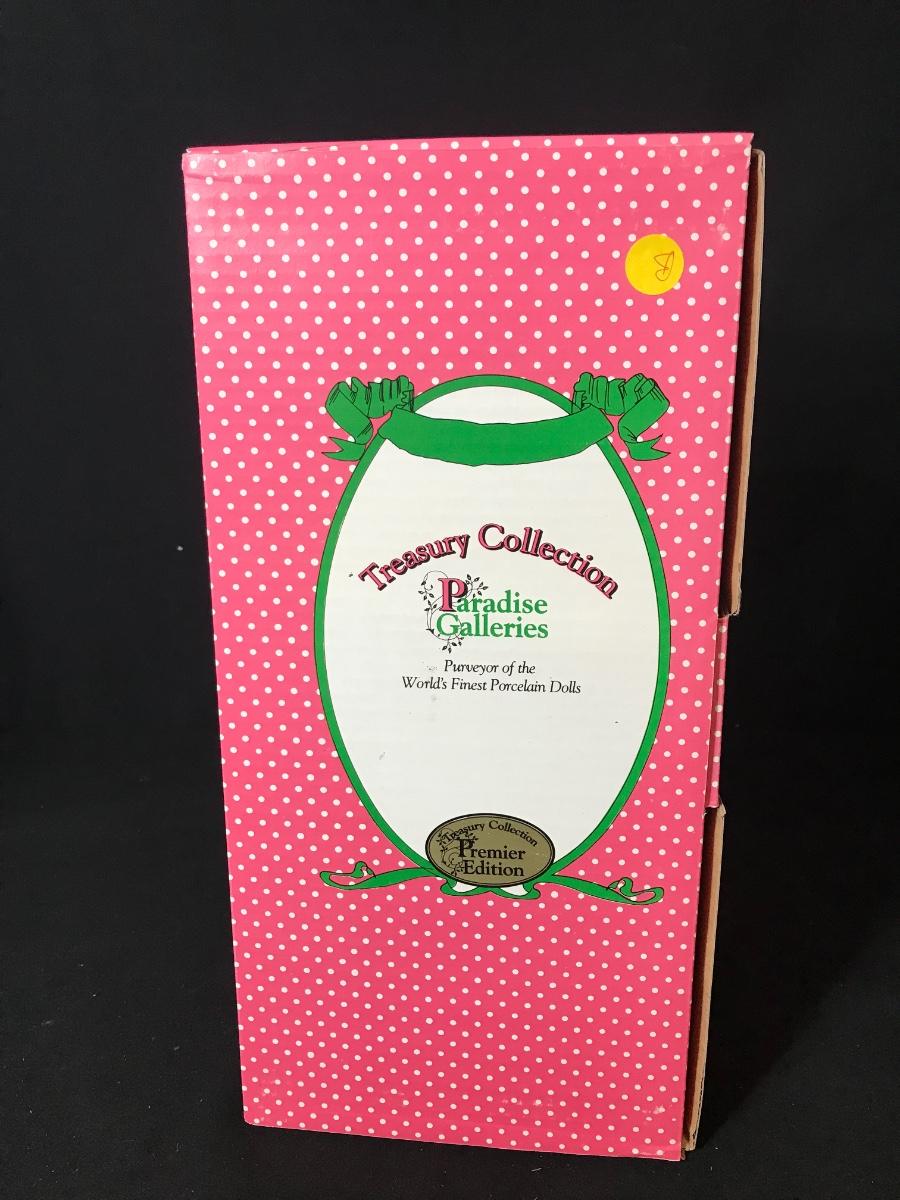 Treasury Collection
Paradise
Galleries
Purveyor of the
World's Finest Porcelain Dolls
Treasury Collection
Premier
Edition